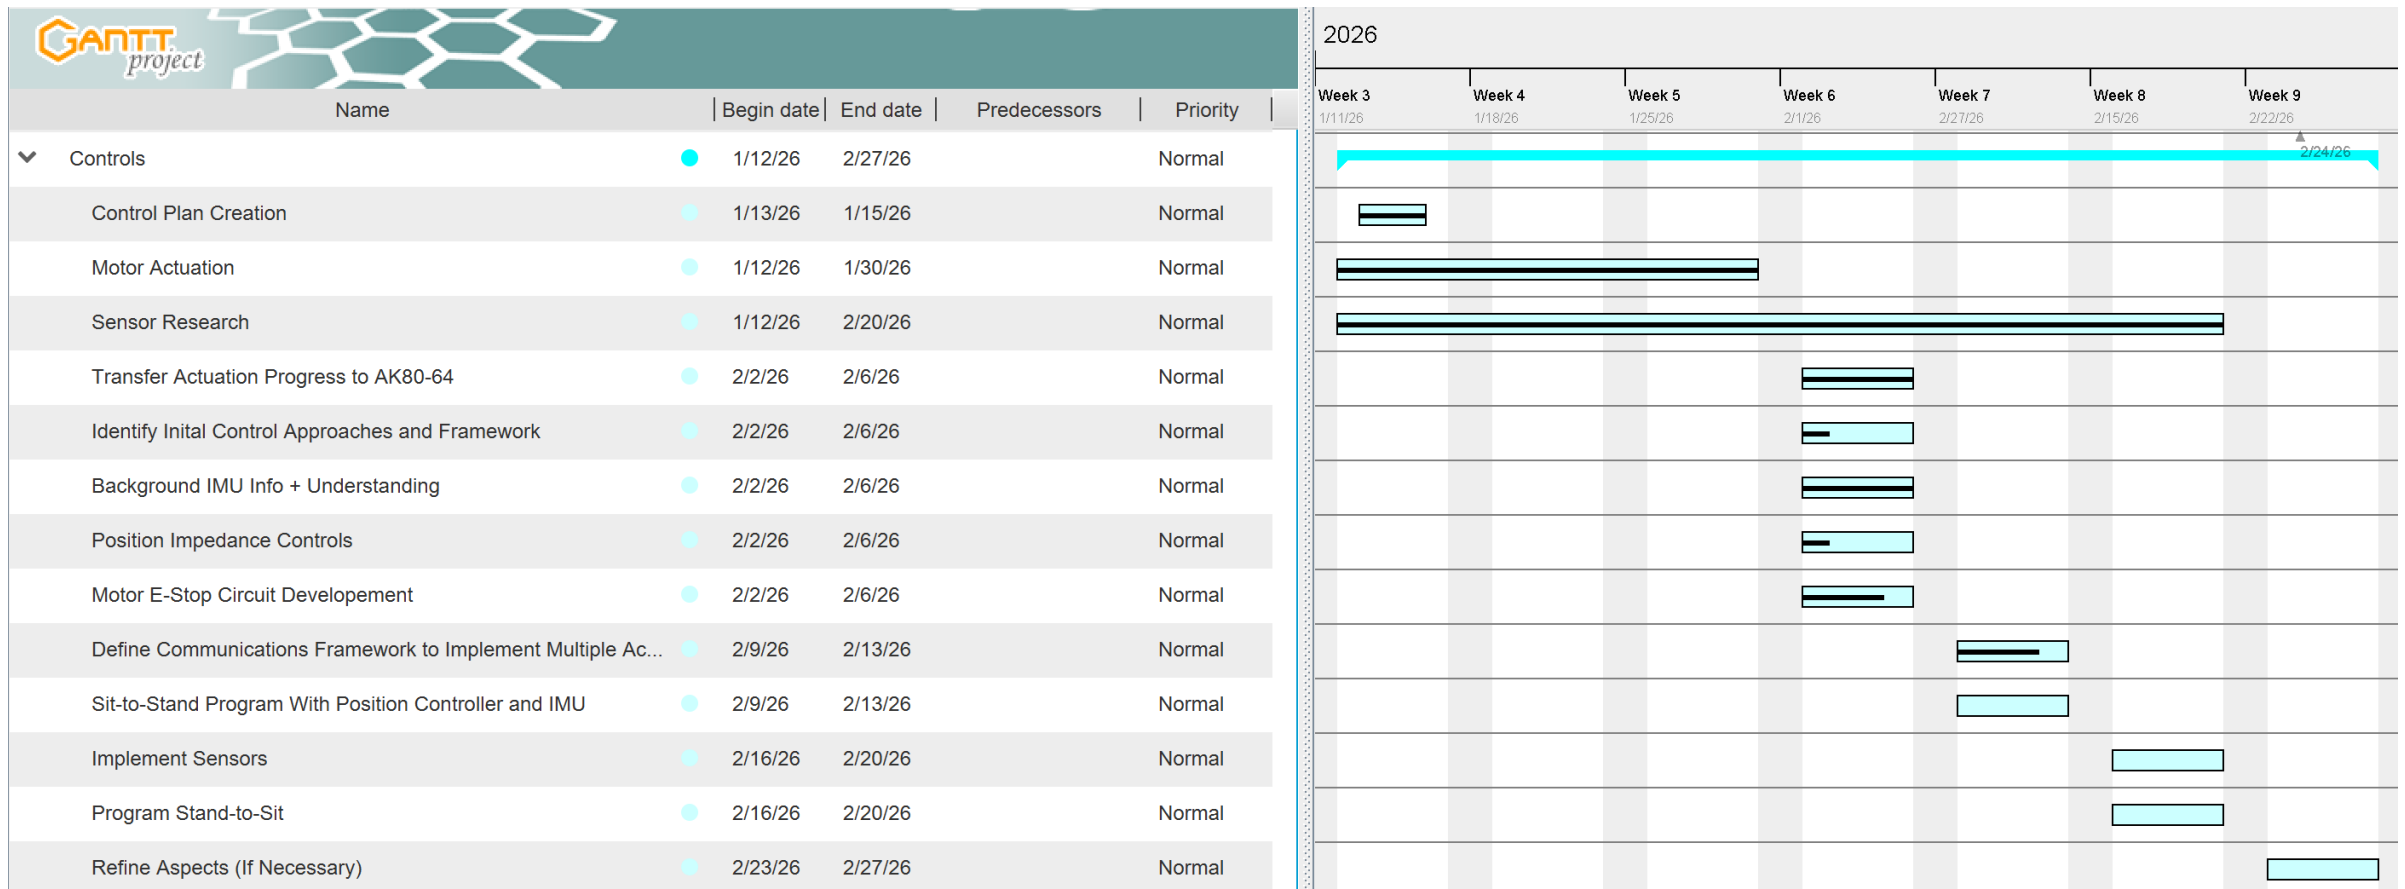 GANTT project
2026
Week 3 Week 4 Week 5 Week 6 Week 7 Week 8 Week 9
1/11/26 1/18/26 1/25/26 2/1/26 2/27/26 2/15/26 2/22/26
Name Begin date End date Predecessors Priority
2/24/26
Controls 1/12/26 2/27/26 Normal
Control Plan Creation 1/13/26 1/15/26 Normal
Motor Actuation 1/12/26 1/30/26 Normal
Sensor Research 1/12/26 2/20/26 Normal
Transfer Actuation Progress to AK80-64 2/2/26 2/6/26 Normal
Identify Inital Control Approaches and Framework 2/2/26 2/6/26 Normal
Background IMU Info + Understanding 2/2/26 2/6/26 Normal
Position Impedance Controls 2/2/26 2/6/26 Normal
Motor E-Stop Circuit Developement 2/2/26 2/6/26 Normal
Define Communications Framework to Implement Multiple Ac... 2/9/26 2/13/26 Normal
Sit-to-Stand Program With Position Controller and IMU 2/9/26 2/13/26 Normal
Implement Sensors 2/16/26 2/20/26 Normal
Program Stand-to-Sit 2/16/26 2/20/26 Normal
Refine Aspects (If Necessary) 2/23/26 2/27/26 Normal